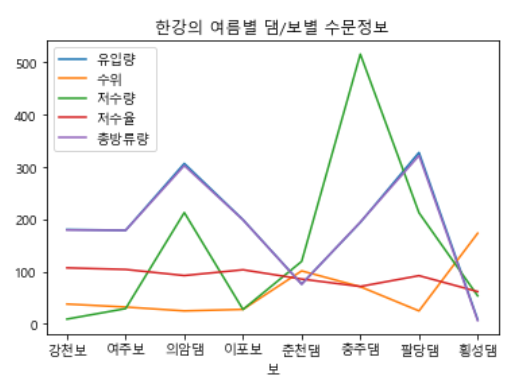 한강의 여름별 댐/보별 수문정보
유입량
수위
저수량
저수율
총방류량
500
400
300
200
100
0
강천보 여주보 의암댐 이포보 춘천댐 충주댐 팔당댐 횡성댐
보